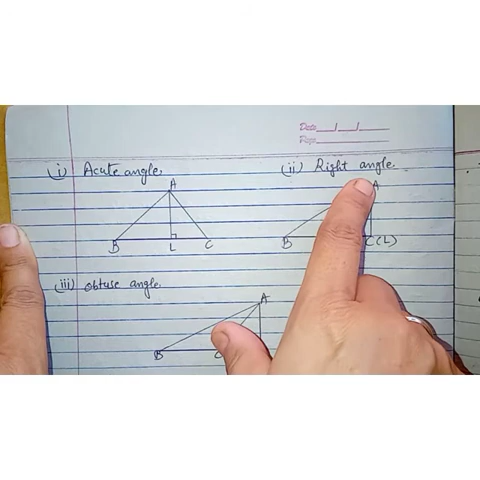 Date / /
Page
(i) Acute angle.
(ii) Right angle.
A
A
B
L
C
B
C(L)
(iii) obtuse angle.
A
B
C